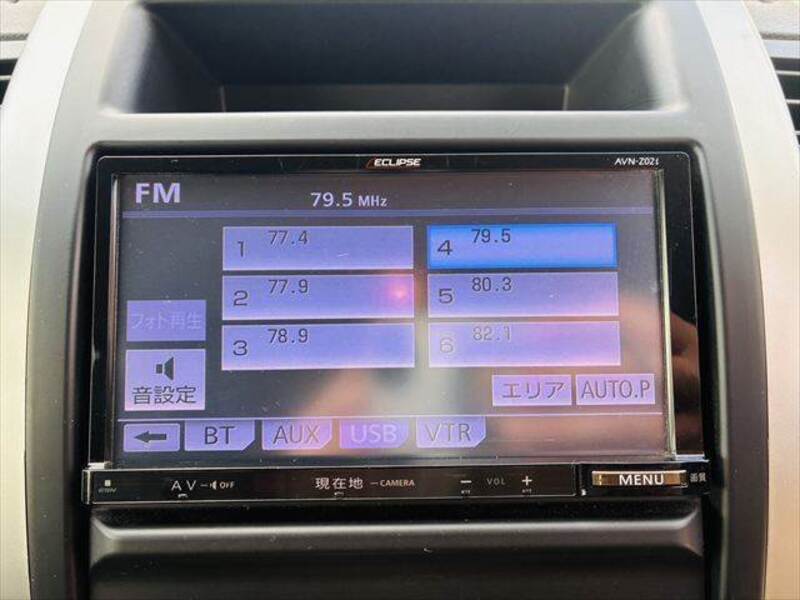 ECLIPSE
AVN-Z02i
FM
79.5 MHz
1 77.4
4 79.5
2 77.9
5 80.3
3 78.9
6 82.1
フォト再生
音設定
エリア
AUTO.P
BT
AUX
USB
VTR
AV
OFF
現在地
CAMERA
− VOL +
MENU
画質